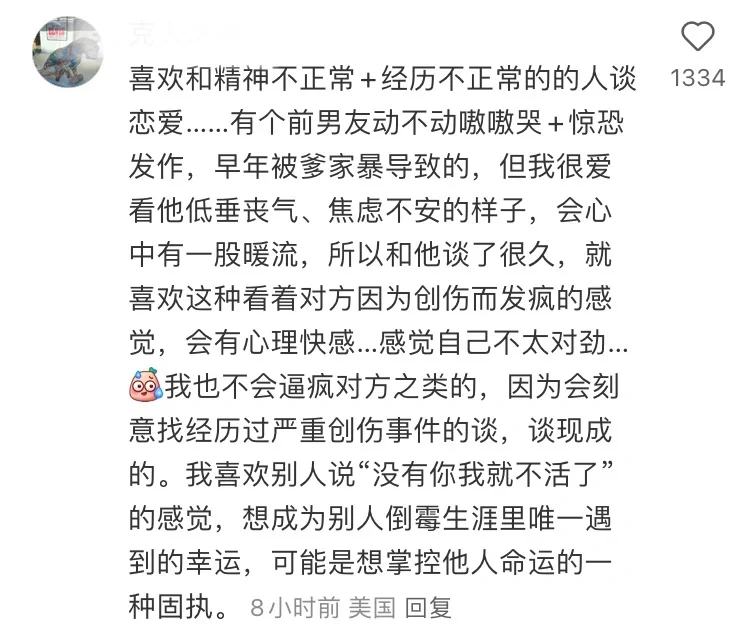 喜欢和精神不正常+经历不正常的的人谈
1334
恋爱……有个前男友动不动嗷嗷哭+惊恐
发作，早年被爹家暴导致的，但我很爱
看他低垂丧气、焦虑不安的样子，会心
中有一股暖流，所以和他谈了很久，就
喜欢这种看着对方因为创伤而发疯的感
觉，会有心理快感...感觉自己不太对劲...
我也不会逼疯对方之类的，因为会刻
意找经历过严重创伤事件的谈，谈现成
的。我喜欢别人说“没有你我就不活了”
的感觉，想成为别人倒霉生涯里唯一遇
到的幸运，可能是想掌控他人命运的一
种固执。 8小时前 美国 回复